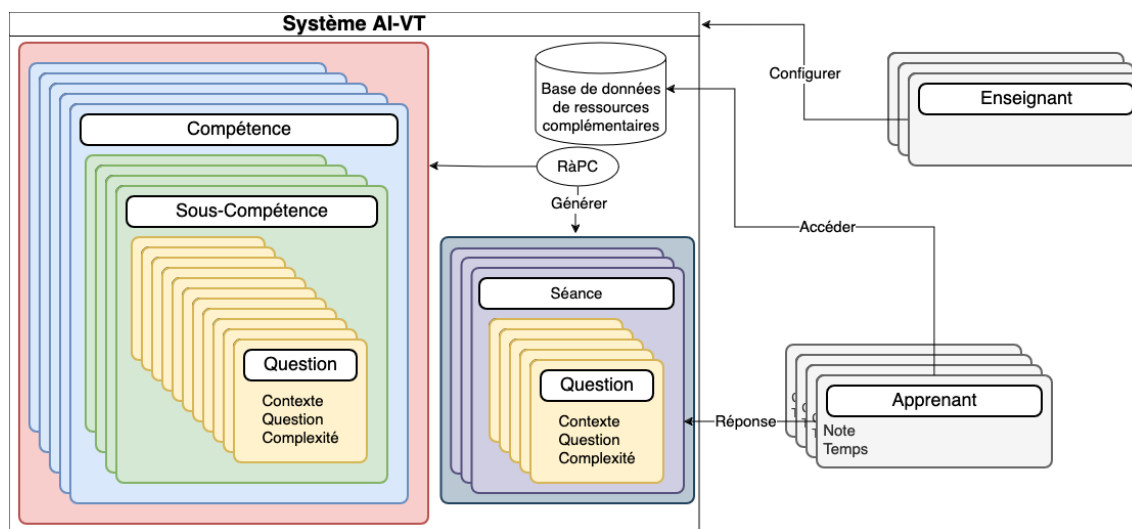 Système AI-VT
Compétence
Sous-Compétence
Question
Contexte
Question
Complexité
Base de données
de ressources
complémentaires
RàPC
Générer
Séance
Question
Contexte
Question
Complexité
Configurer
Enseignant
Accéder
Réponse
Apprenant
Note
Temps